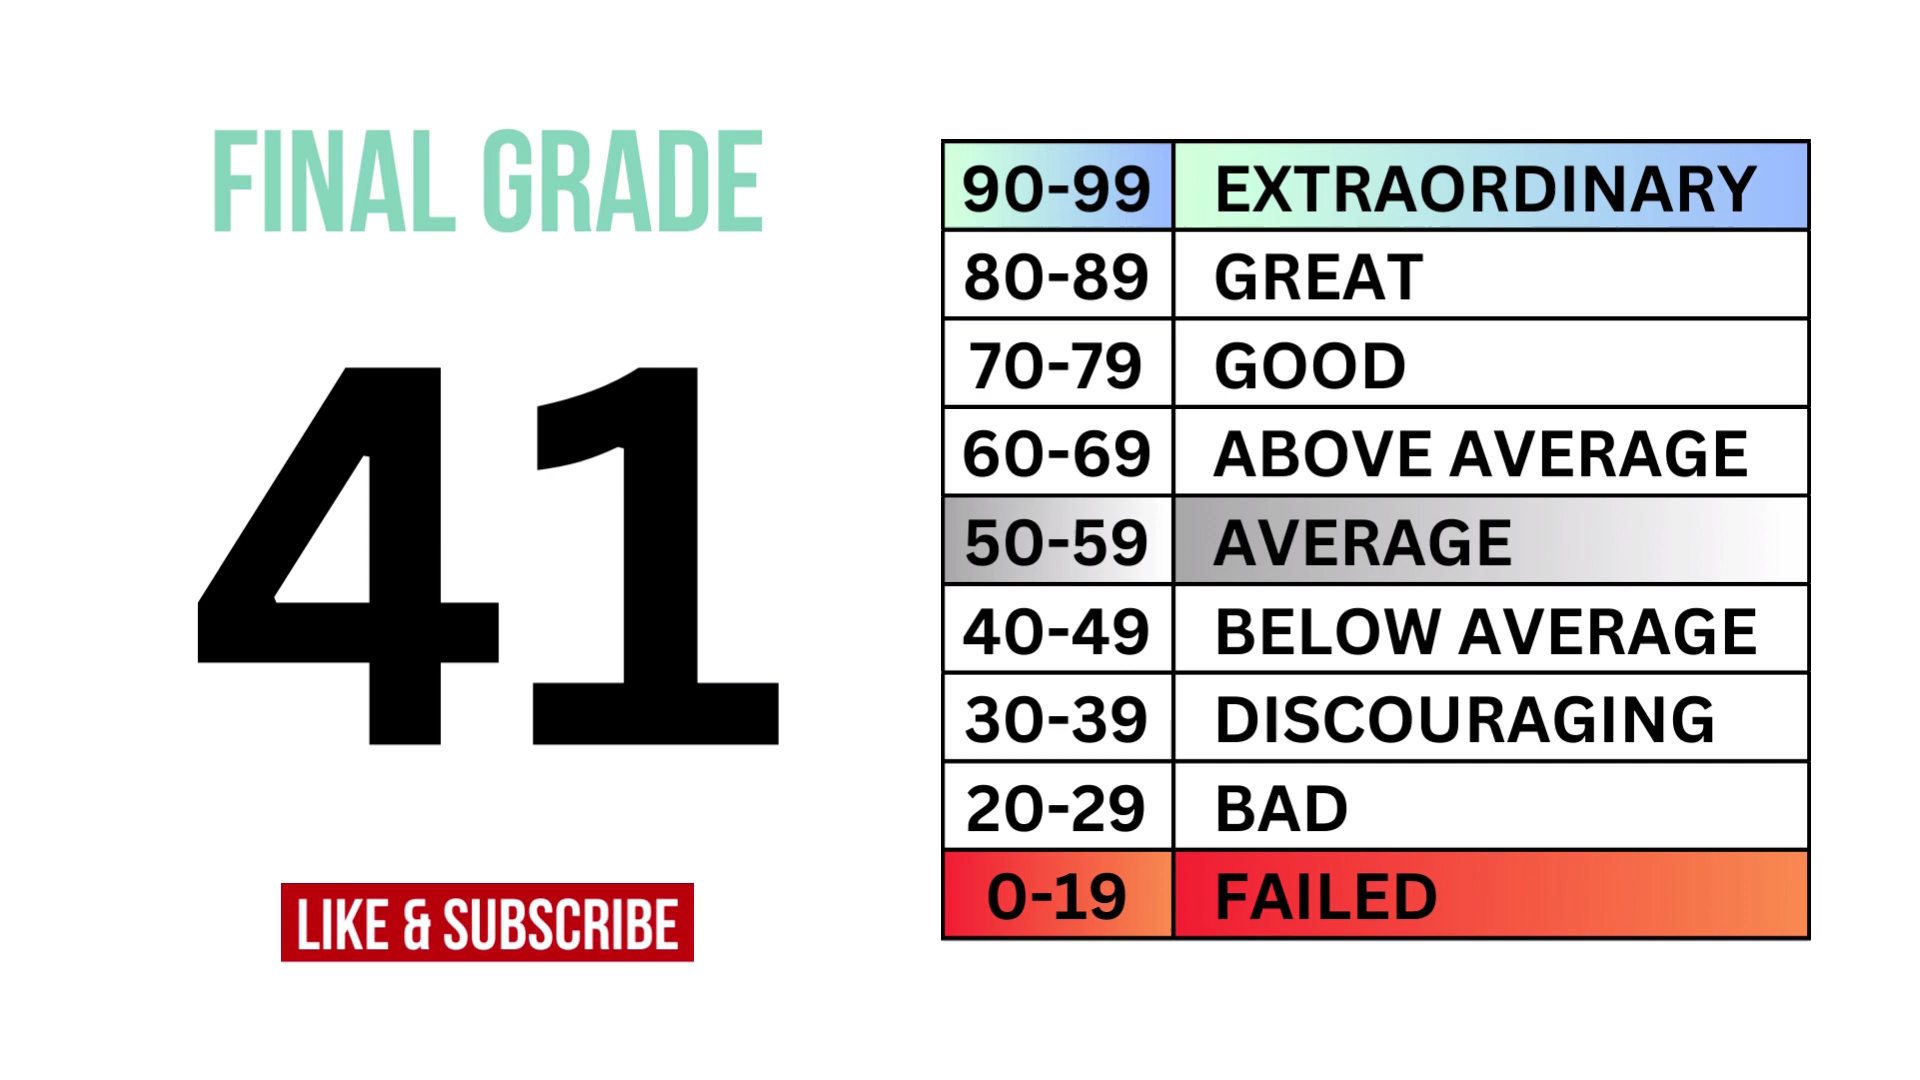 FINAL GRADE
41
LIKE & SUBSCRIBE
90-99 EXTRAORDINARY
80-89 GREAT
70-79 GOOD
60-69 ABOVE AVERAGE
50-59 AVERAGE
40-49 BELOW AVERAGE
30-39 DISCOURAGING
20-29 BAD
0-19 FAILED